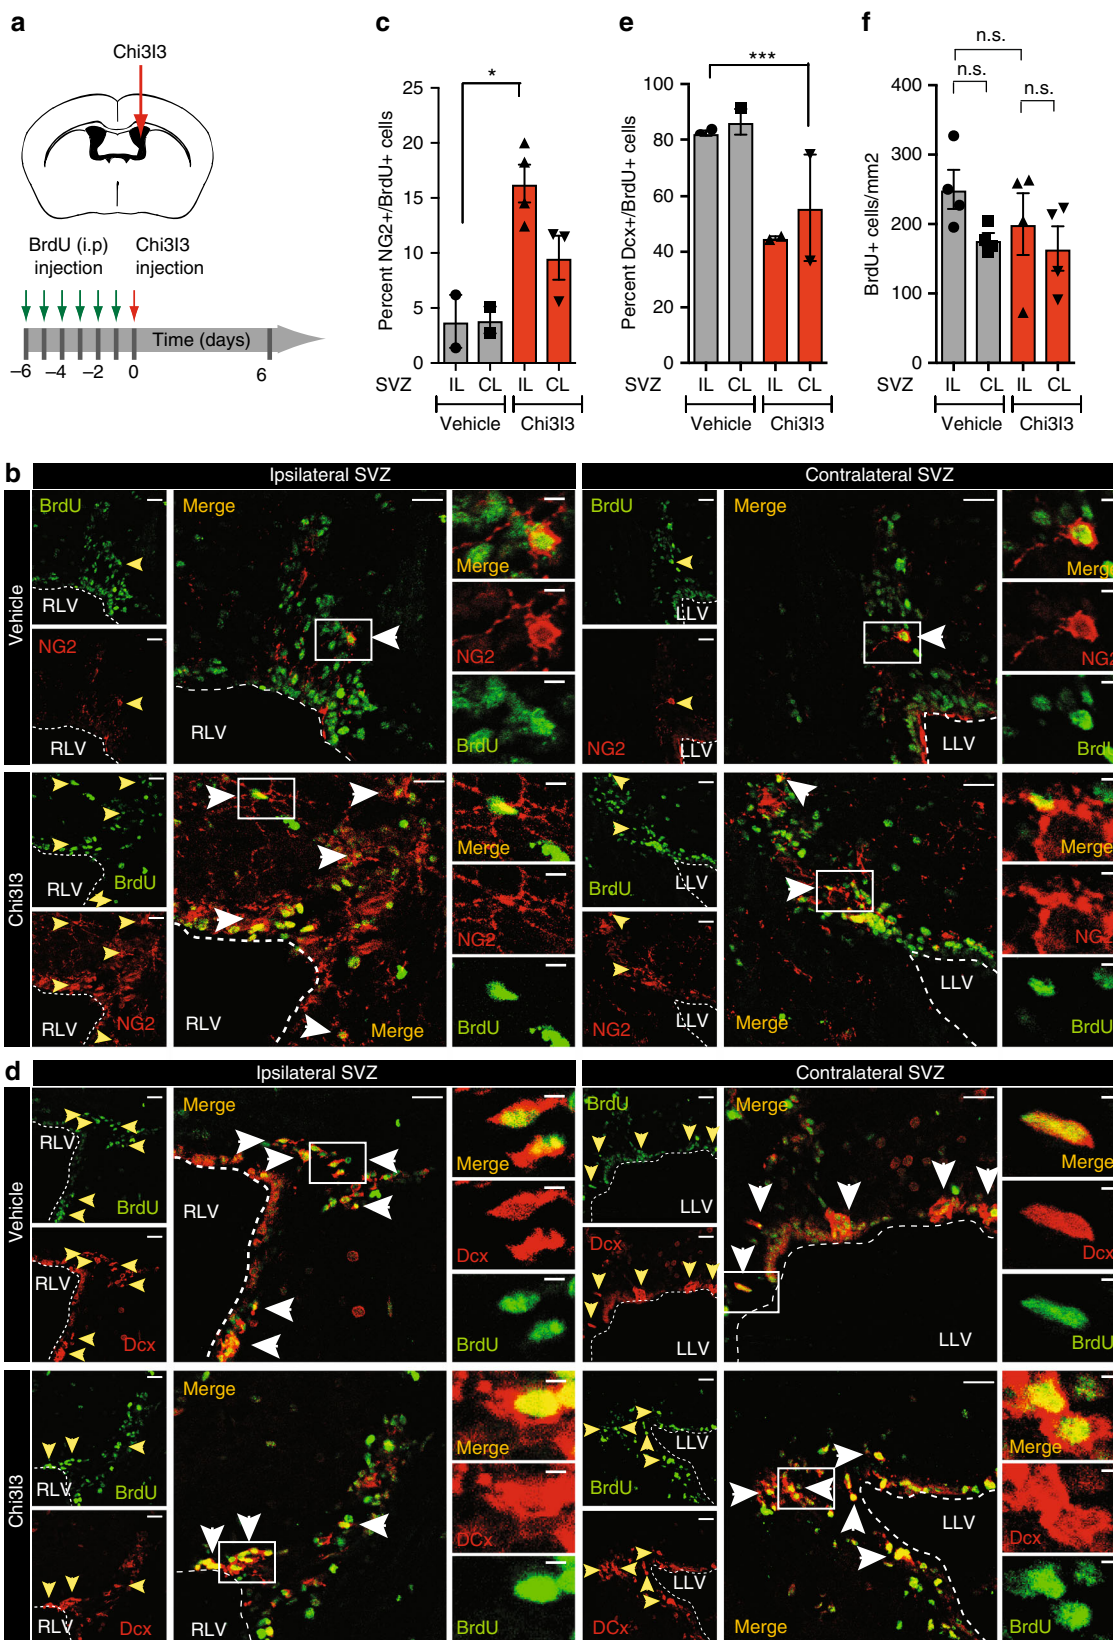 a
Chi3l3
BrdU (i.p)
injection
Chi3l3
injection
Time (days)
–6
–4
–2
0
6
c
Percent NG2+/BrdU+ cells
25
20
15
10
5
0
*
SVZ
IL
CL
IL
CL
Vehicle
Chi3l3
e
Percent Dcx+/BrdU+ cells
100
80
60
40
20
0
***
SVZ
IL
CL
IL
CL
Vehicle
Chi3l3
f
BrdU+ cells/mm2
400
300
200
100
0
n.s.
n.s.
n.s.
SVZ
IL
CL
IL
CL
Vehicle
Chi3l3
b
Ipsilateral SVZ
Contralateral SVZ
Vehicle
BrdU
RLV
NG2
RLV
Merge
RLV
Merge
NG2
BrdU
BrdU
LLV
NG2
LLV
Merge
LLV
Merge
NG2
BrdU
Chi3l3
RLV
BrdU
RLV
NG2
RLV
Merge
Merge
NG2
BrdU
BrdU
LLV
NG2
LLV
Merge
LLV
Merge
NG2
BrdU
d
Ipsilateral SVZ
Contralateral SVZ
Vehicle
RLV
BrdU
RLV
Dcx
Merge
RLV
Merge
Dcx
BrdU
BrdU
LLV
Dcx
LLV
Merge
LLV
Merge
Dcx
BrdU
Chi3l3
RLV
BrdU
RLV
Dcx
Merge
RLV
Merge
DCx
BrdU
LLV
BrdU
LLV
DCx
LLV
Merge
Merge
Dcx
BrdU